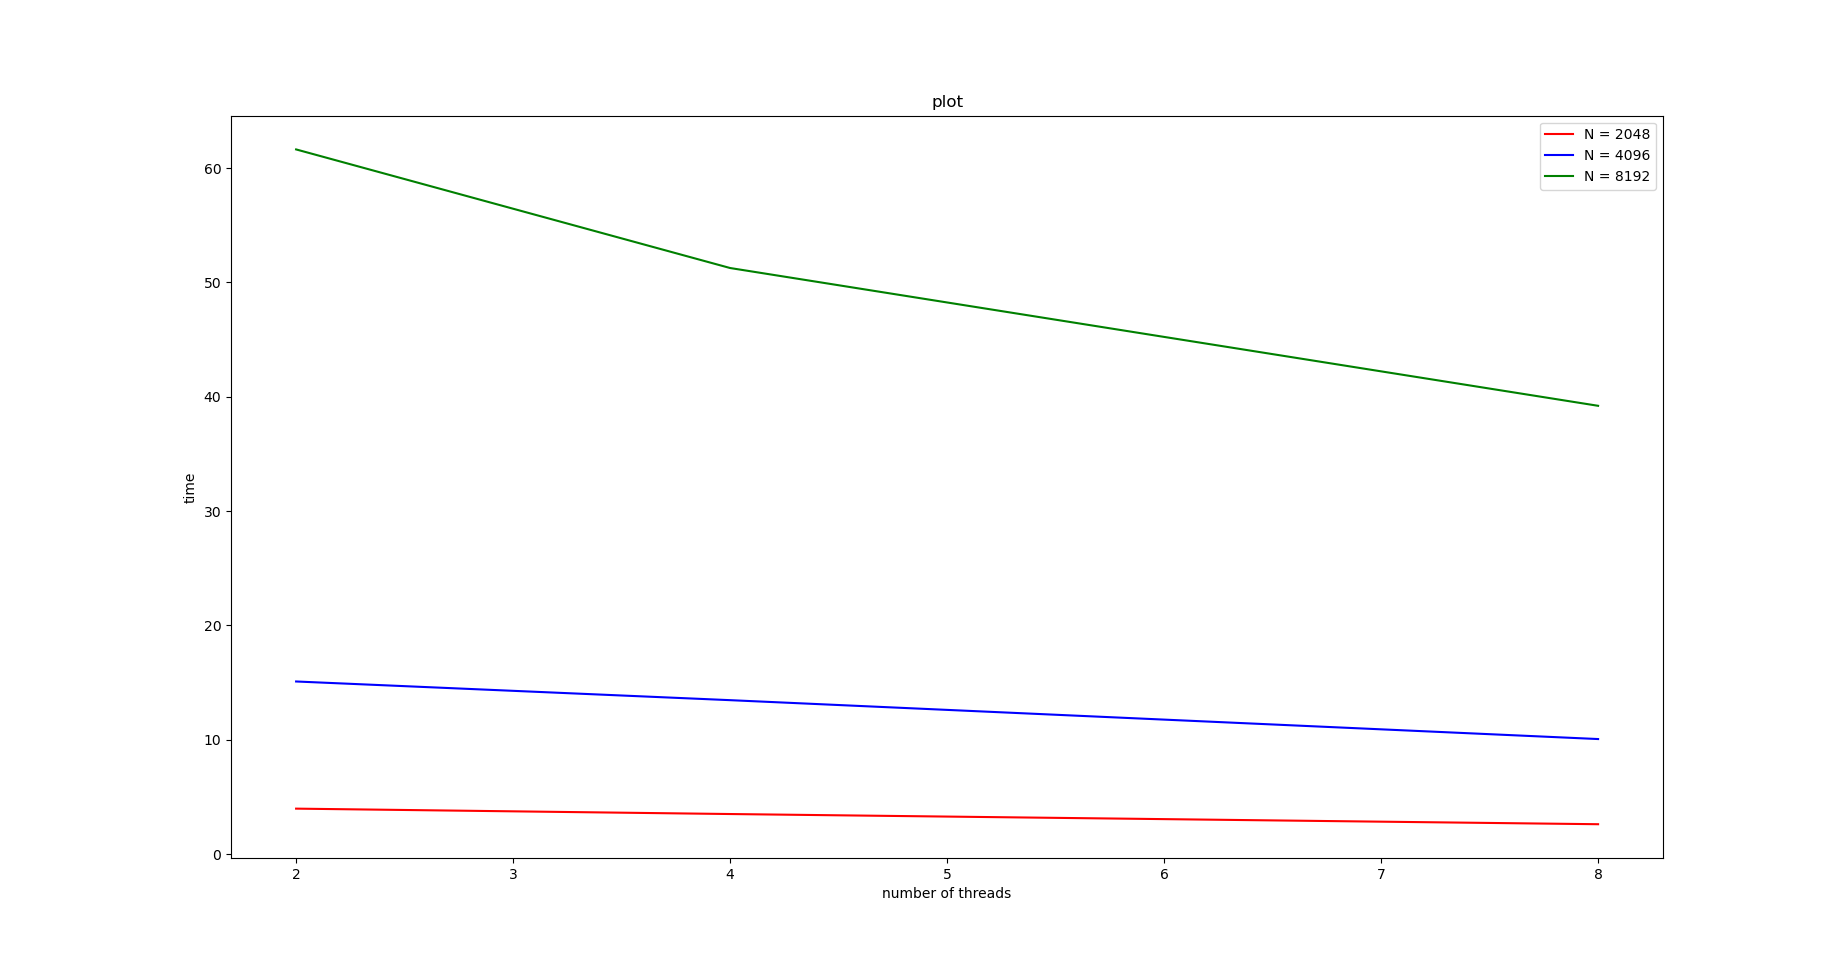 plot
N = 2048
N = 4096
N = 8192
60
50
40
30
20
10
0
time
2 3 4 5 6 7 8
number of threads